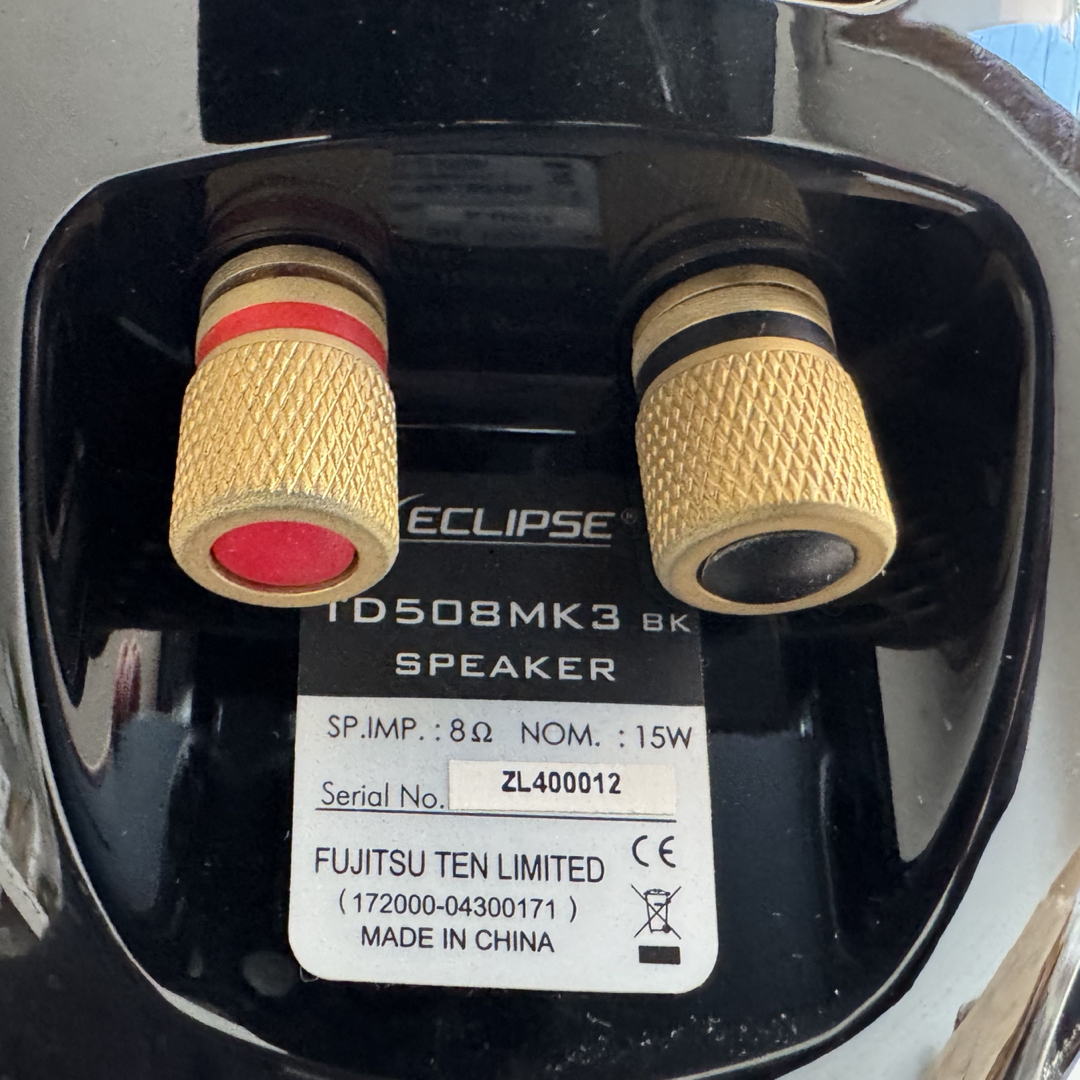 ECLIPSE®
TD508MK3 BK
SPEAKER
SP.IMP. : 8Ω NOM. : 15W
Serial No. ZL400012
FUJITSU TEN LIMITED
(172000-04300171 )
MADE IN CHINA
CE